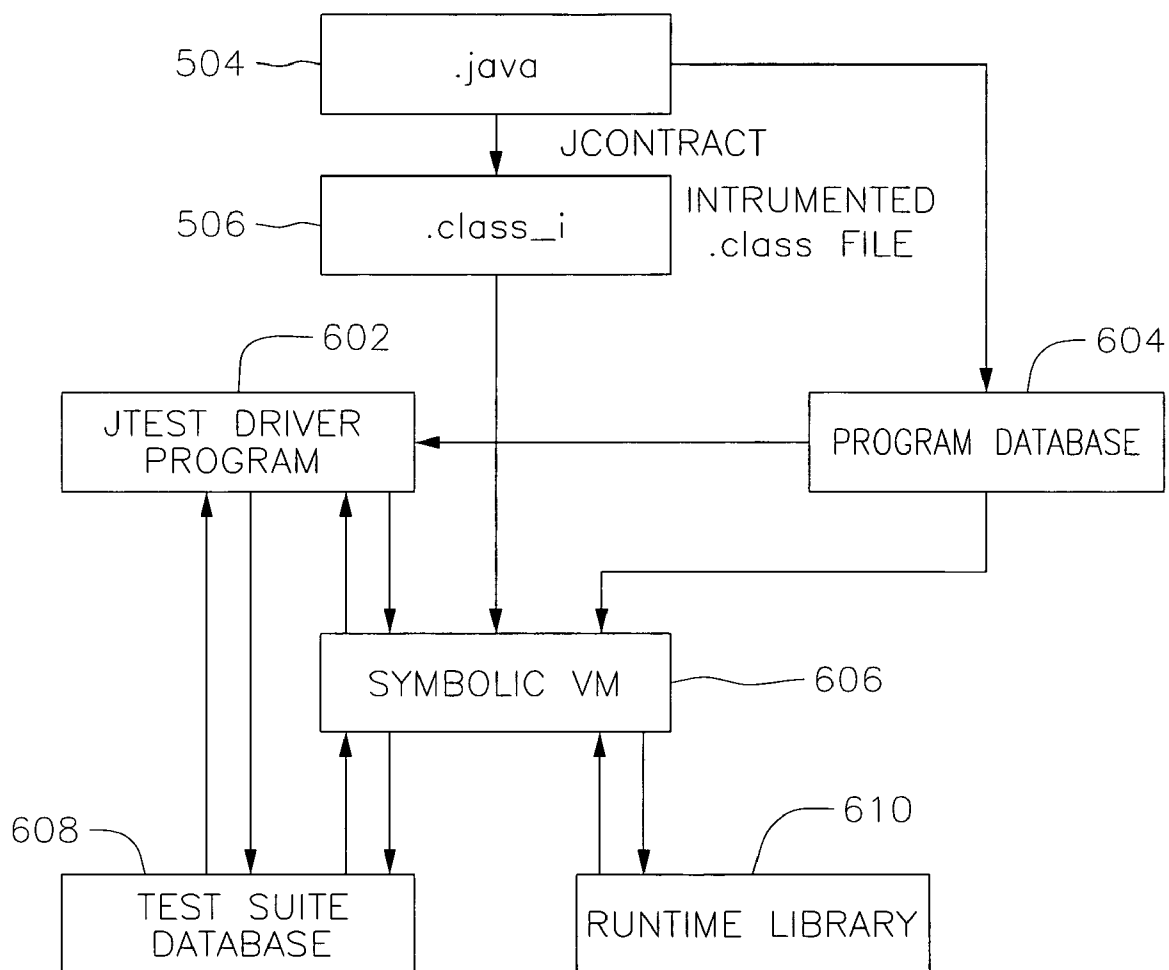 504
.java
JCONTRACT
506
.class_i
INTRUMENTED
.class FILE
602
604
JTEST DRIVER
PROGRAM
PROGRAM DATABASE
SYMBOLIC VM
606
608
610
TEST SUITE
DATABASE
RUNTIME LIBRARY